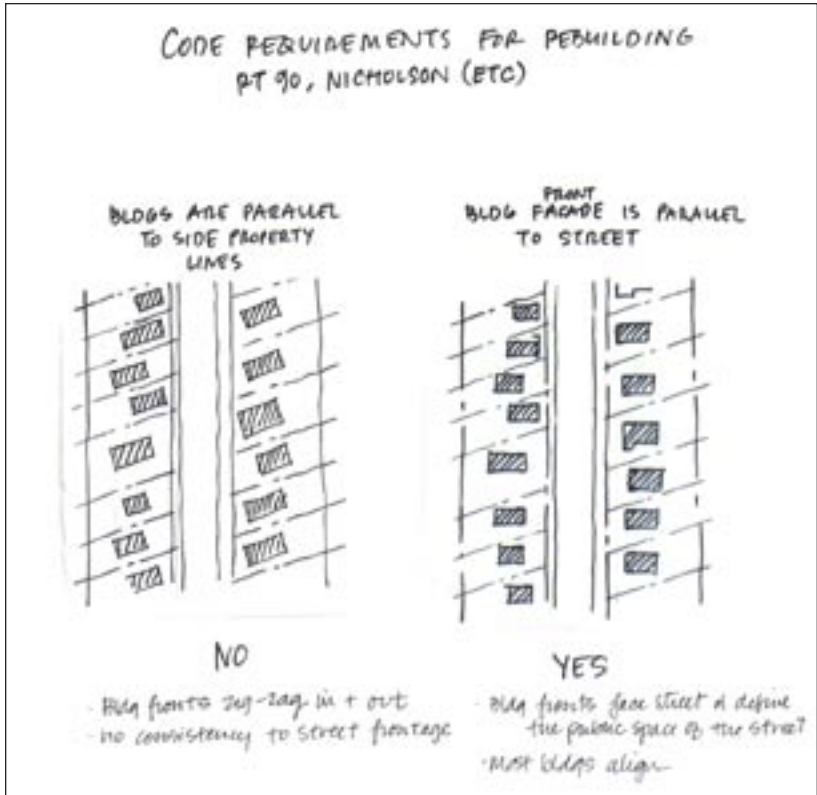 CODE REQUIREMENTS FOR REBUILDING
RT 90, NICHOLSON (ETC)
BLDGS ARE PARALLEL
TO SIDE PROPERTY
LINES
FRONT
BLDG FACADE IS PARALLEL
TO STREET
NO
- Bldg fronts zig-zag in + out
- no consistency to street frontage
YES
- Bldg fronts face street & define
the public space of the street
- Most bldgs align